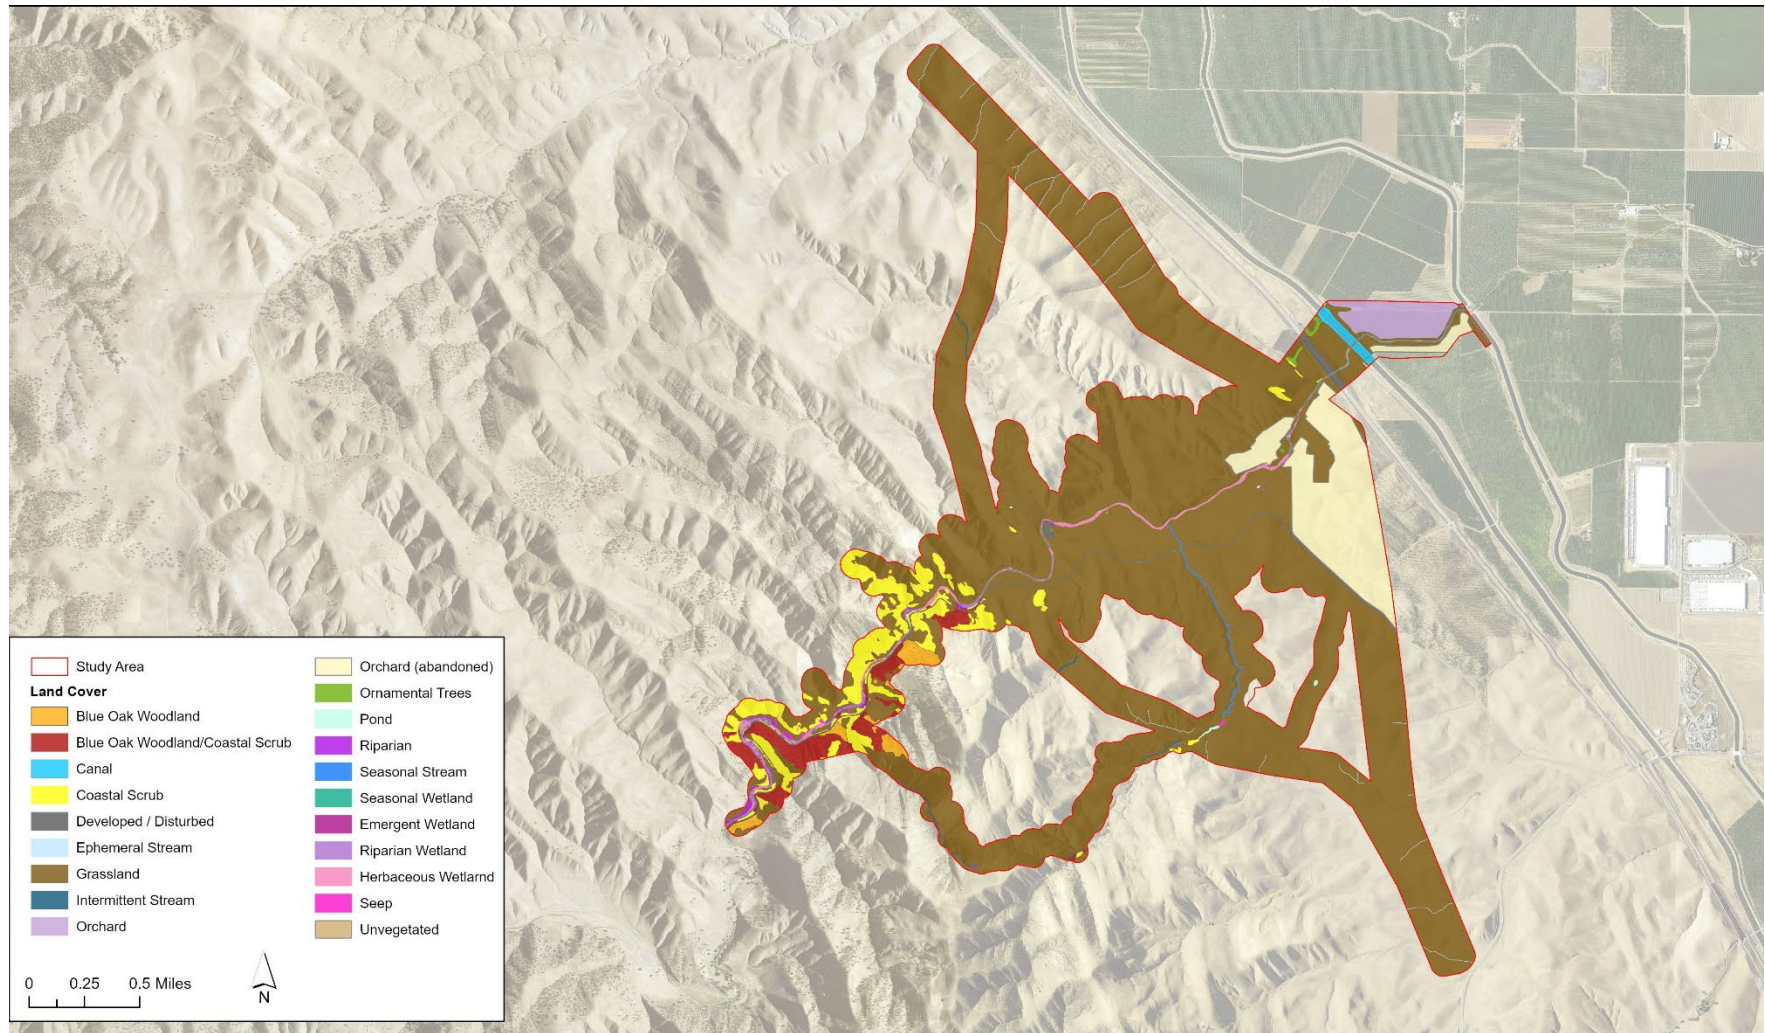 Study Area
Land Cover
Blue Oak Woodland
Blue Oak Woodland/Coastal Scrub
Canal
Coastal Scrub
Developed / Disturbed
Ephemeral Stream
Grassland
Intermittent Stream
Orchard
Orchard (abandoned)
Ornamental Trees
Pond
Riparian
Seasonal Stream
Seasonal Wetland
Emergent Wetland
Riparian Wetland
Herbaceous Wetlarnd
Seep
Unvegetated
0 0.25 0.5 Miles
N